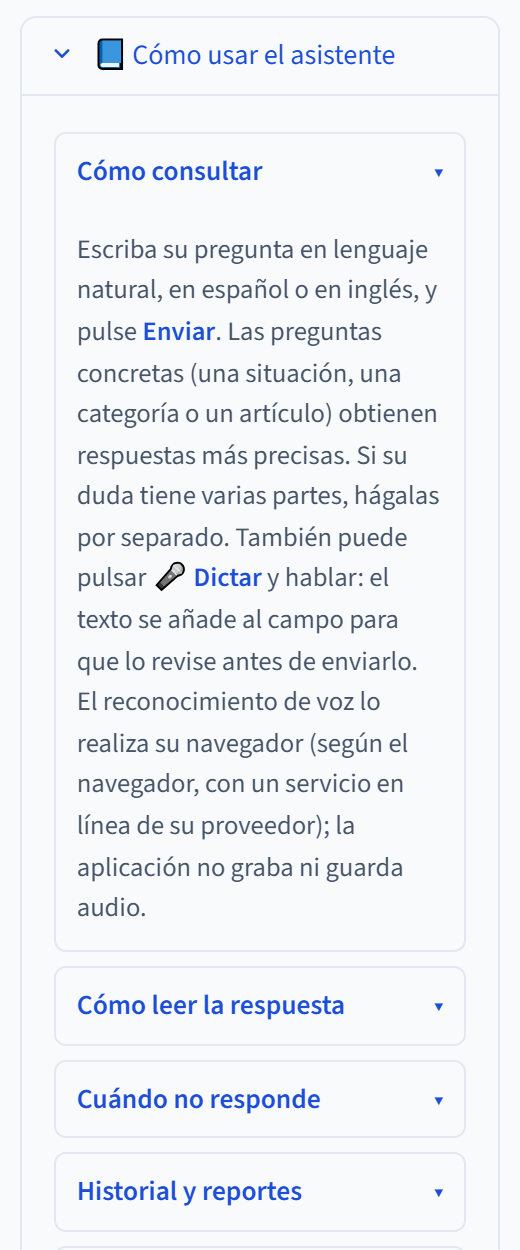 📘 Cómo usar el asistente
Cómo consultar
Escriba su pregunta en lenguaje
natural, en español o en inglés, y
pulse Enviar. Las preguntas
concretas (una situación, una
categoría o un artículo) obtienen
respuestas más precisas. Si su
duda tiene varias partes, hágalas
por separado. También puede
pulsar 🎤 Dictar y hablar: el
texto se añade al campo para
que lo revise antes de enviarlo.
El reconocimiento de voz lo
realiza su navegador (según el
navegador, con un servicio en
línea de su proveedor); la
aplicación no graba ni guarda
audio.
Cómo leer la respuesta
Cuándo no responde
Historial y reportes